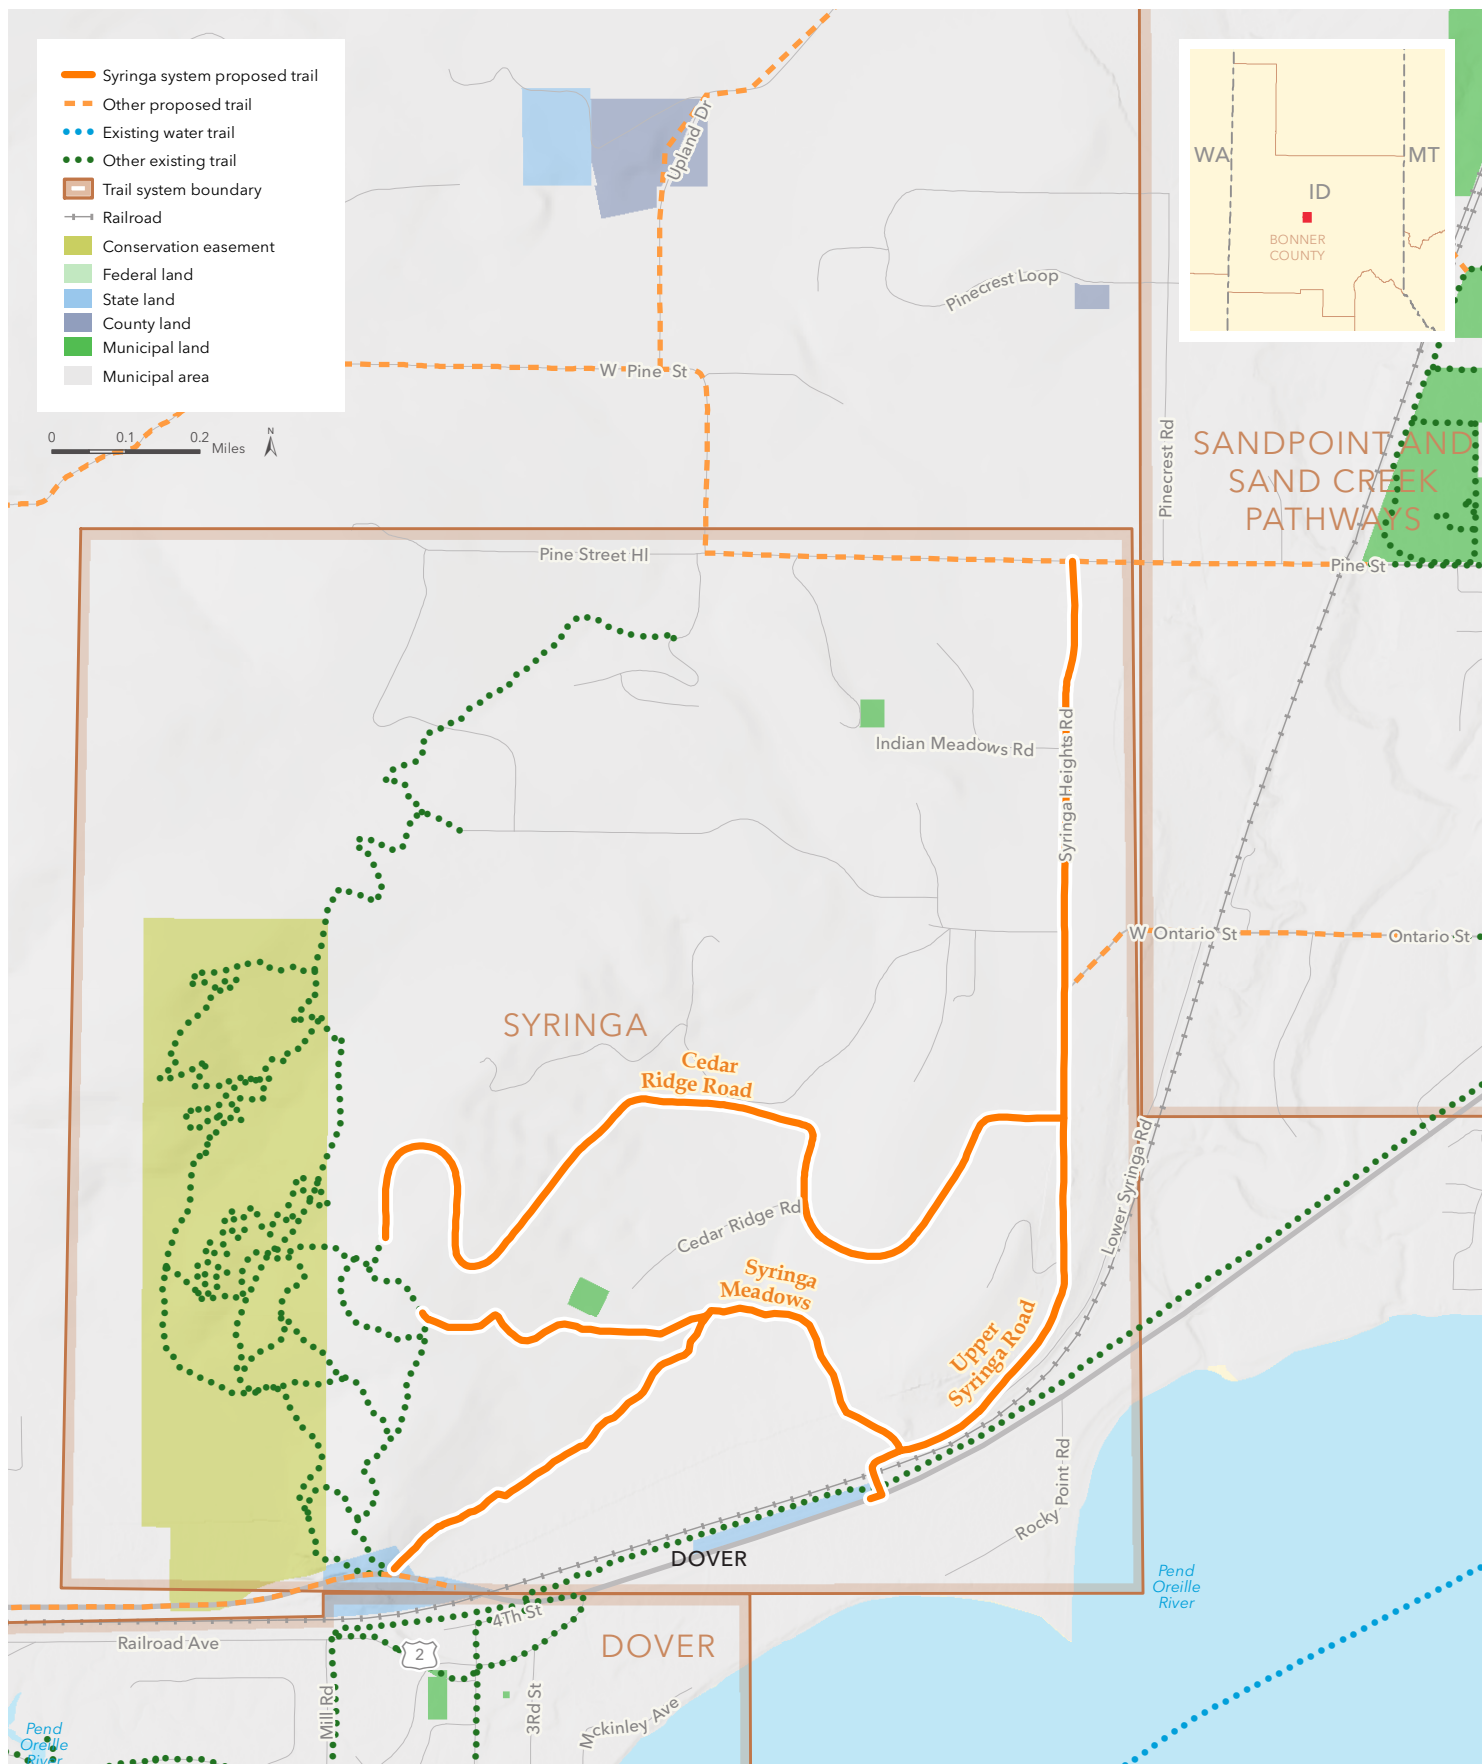 Syringa system proposed trail
Other proposed trail
Existing water trail
Other existing trail
Trail system boundary
Railroad
Conservation easement
Federal land
State land
County land
Municipal land
Municipal area
0 0.1 0.2 Miles
N
WA
MT
ID
BONNER
COUNTY
Upland Dr
Pinecrest Loop
W Pine St
Pinecrest Rd
SANDPOINT AND
SAND CREEK
PATHWAYS
Pine Street Hl
Pine St
Indian Meadows Rd
Syringa Heights Rd
W Ontario St
Ontario St
SYRINGA
Cedar
Ridge Road
Cedar Ridge Rd
Lower Syringa Rd
Syringa
Meadows
Upper
Syringa Road
Rocky Point Rd
DOVER
Pend
Oreille
River
4Th St
Railroad Ave
2
DOVER
Mill Rd
3Rd St
Mckinley Ave
Pend
Oreille
River